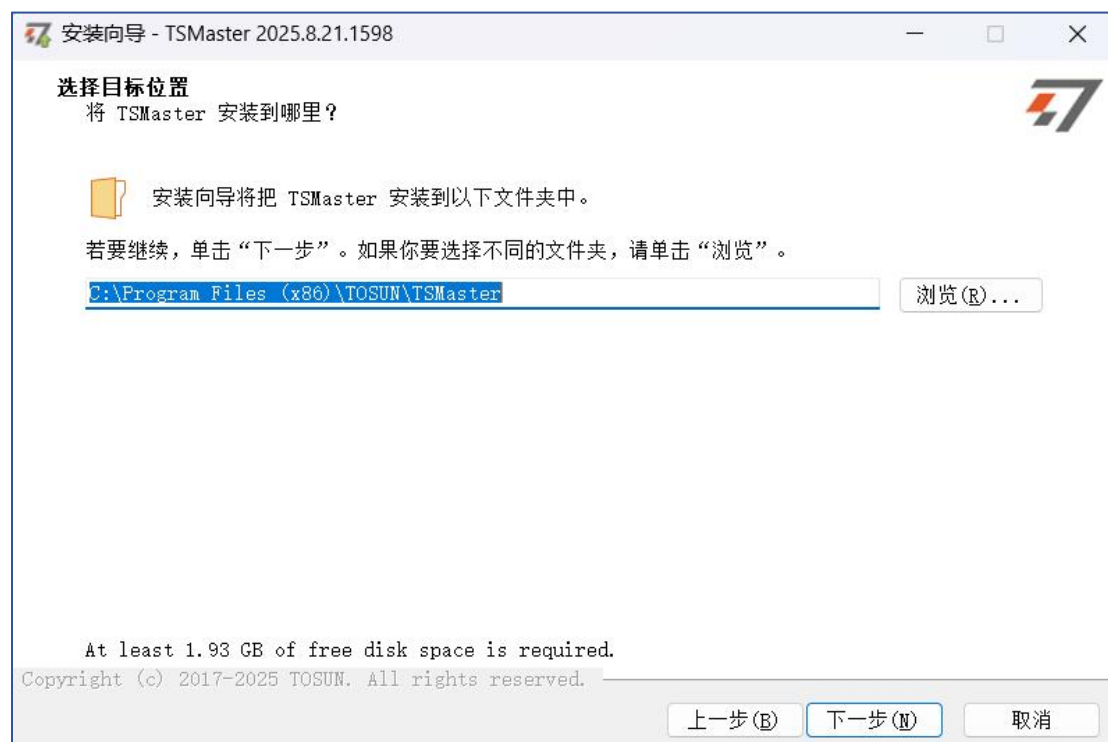 安装向导 - TSMaster 2025.8.21.1598
选择目标位置
将 TSMaster 安装到哪里？
安装向导将把 TSMaster 安装到以下文件夹中。
若要继续，单击“下一步”。如果你要选择不同的文件夹，请单击“浏览”。
C:\Program Files (x86)\TOSUN\TSMaster
浏览(R)...
At least 1.93 GB of free disk space is required.
Copyright (c) 2017-2025 TOSUN. All rights reserved.
上一步(B) 下一步(N) 取消